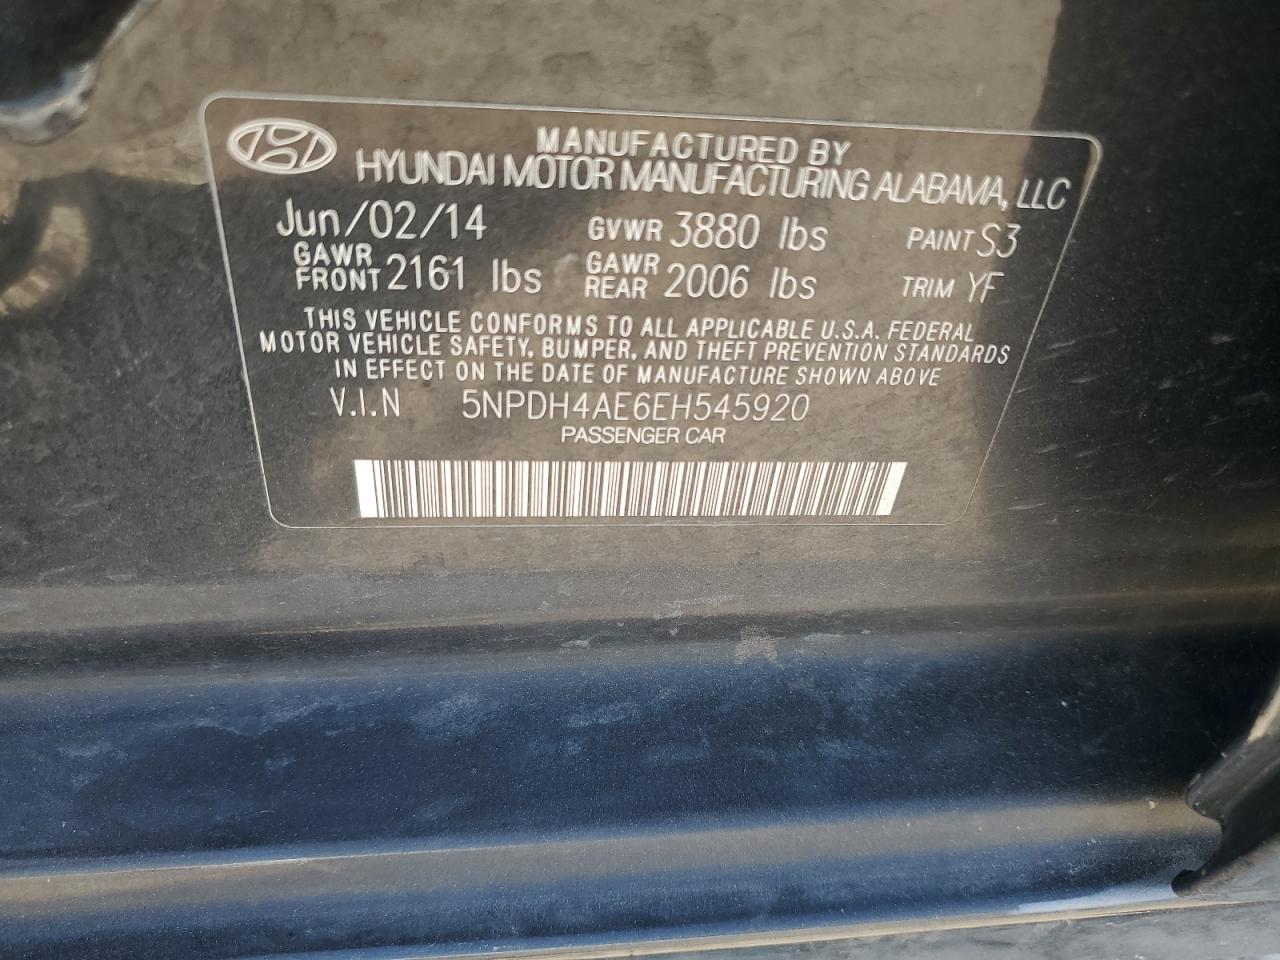 MANUFACTURED BY
HYUNDAI MOTOR MANUFACTURING ALABAMA, LLC
Jun/02/14 GVWR 3880 lbs PAINT S3
GAWR FRONT 2161 lbs GAWR REAR 2006 lbs TRIM YF
THIS VEHICLE CONFORMS TO ALL APPLICABLE U.S.A. FEDERAL
MOTOR VEHICLE SAFETY, BUMPER, AND THEFT PREVENTION STANDARDS
IN EFFECT ON THE DATE OF MANUFACTURE SHOWN ABOVE
V.I.N 5NPDH4AE6EH545920
PASSENGER CAR